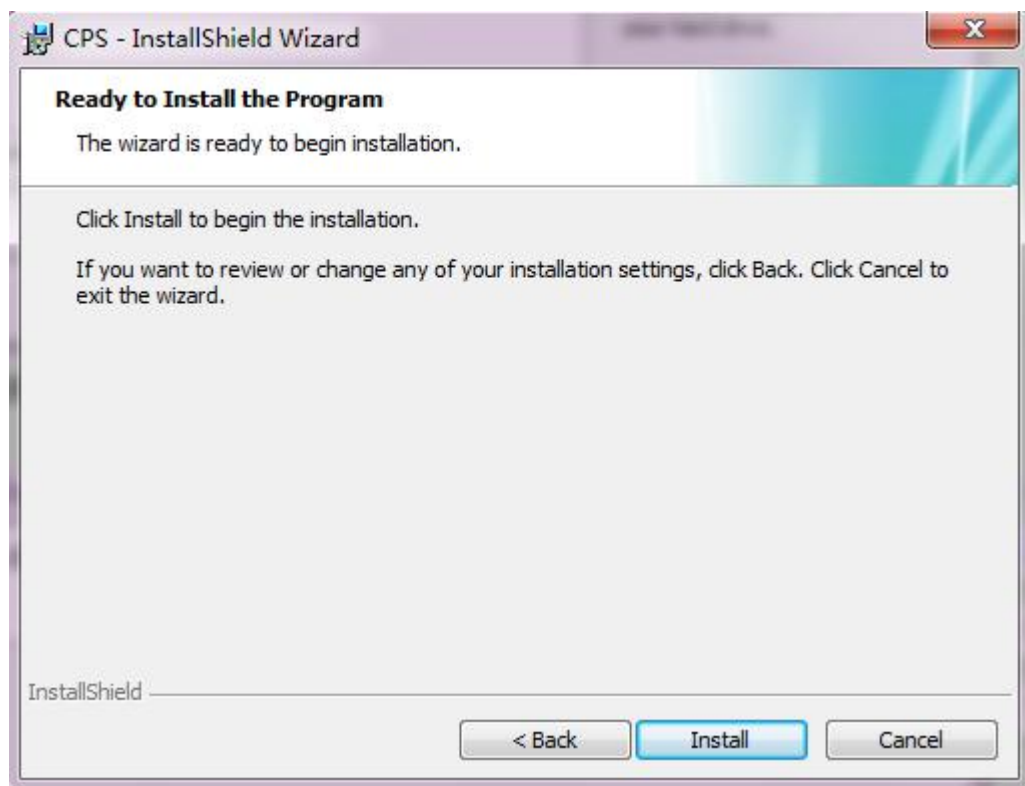 CPS - InstallShield Wizard
Ready to Install the Program
The wizard is ready to begin installation.
Click Install to begin the installation.
If you want to review or change any of your installation settings, click Back. Click Cancel to
exit the wizard.
InstallShield
< Back
Install
Cancel